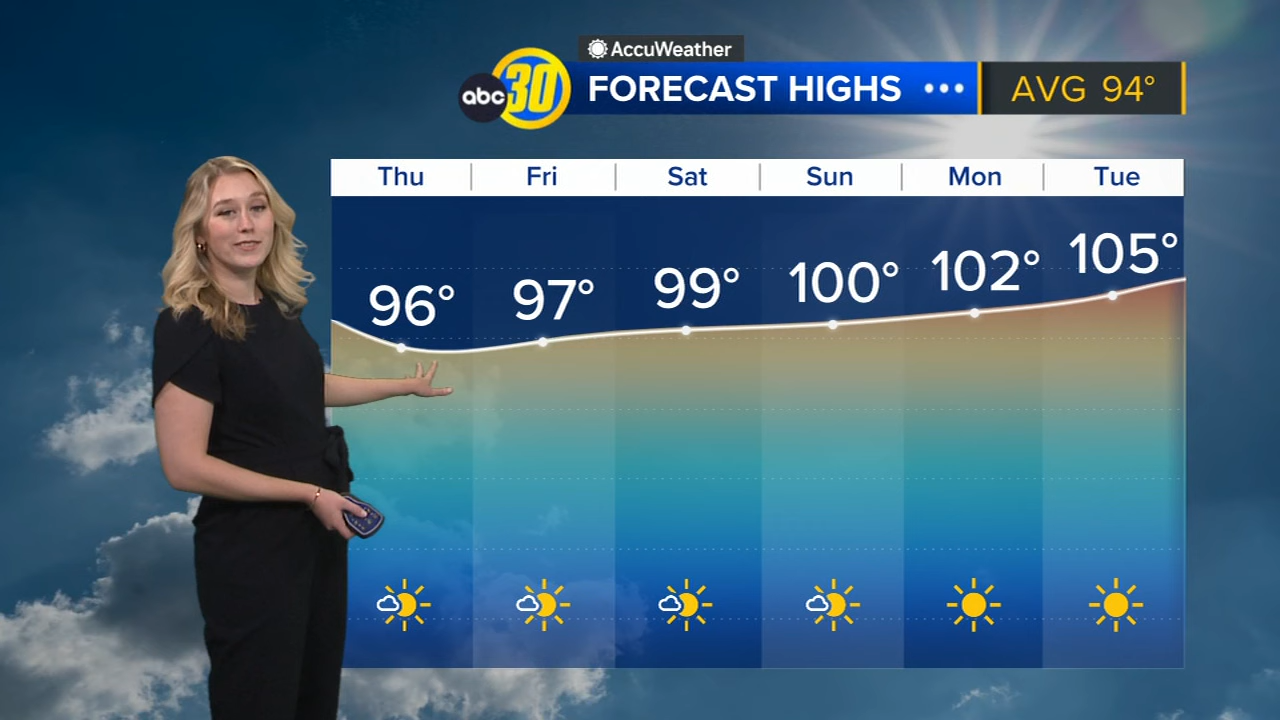 AccuWeather
abc 30 FORECAST HIGHS ••• AVG 94°
Thu Fri Sat Sun Mon Tue
96° 97° 99° 100° 102° 105°